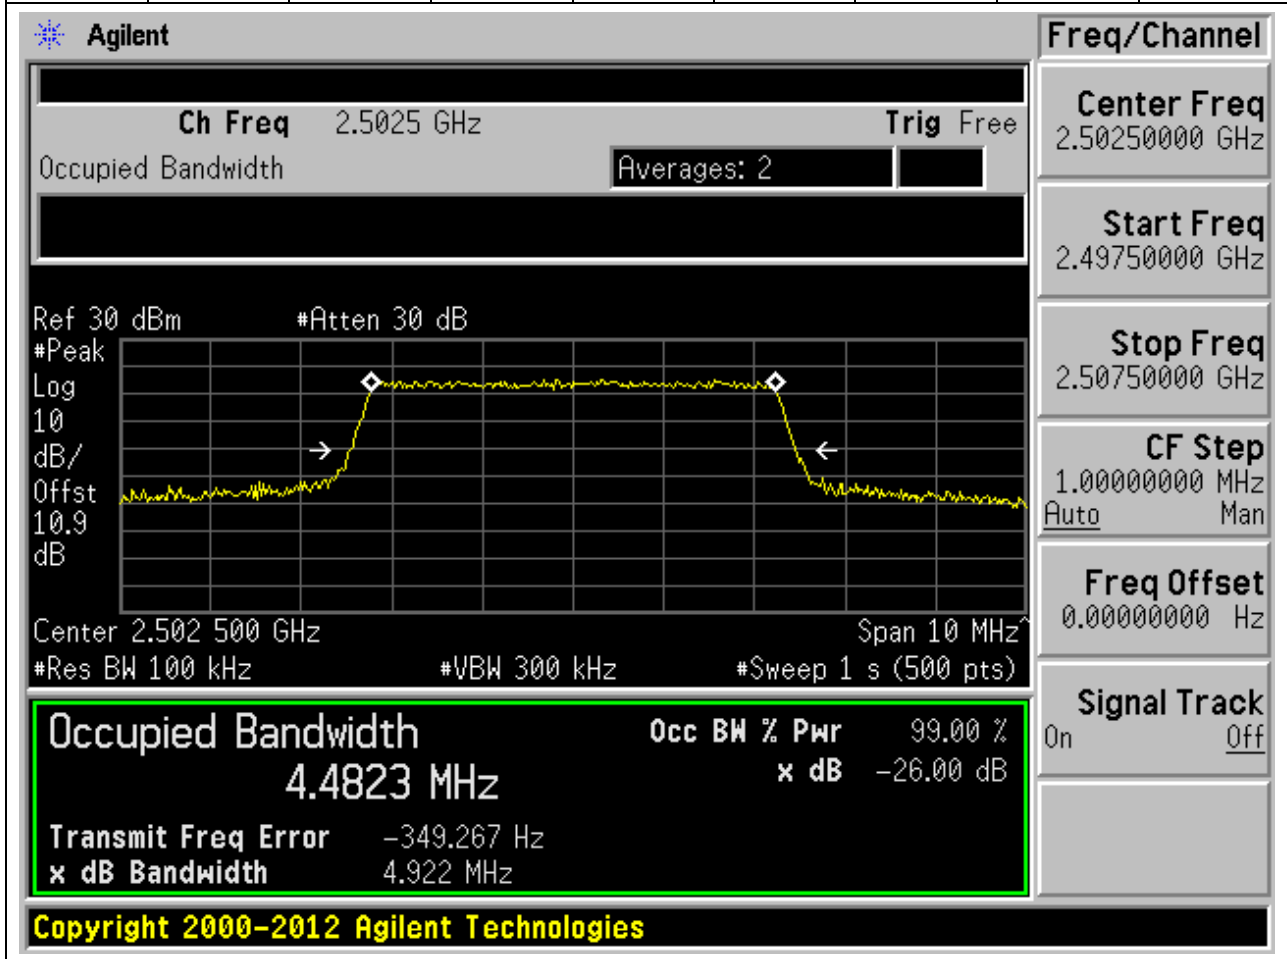 Agilent
Freq/Channel
Ch Freq 2.5025 GHz Trig Free
Occupied Bandwidth Averages: 2
Center Freq
2.50250000 GHz
Start Freq
2.49750000 GHz
Stop Freq
2.50750000 GHz
CF Step
1.00000000 MHz
Auto Man
Freq Offset
0.00000000 Hz
Signal Track
On Off
Ref 30 dBm #Atten 30 dB
#Peak
Log
10
dB/
Offst
10.9
dB
Center 2.502 500 GHz Span 10 MHz^
#Res BW 100 kHz #VBW 300 kHz #Sweep 1 s (500 pts)
Occupied Bandwidth Occ BW % Pwr 99.00 %
4.4823 MHz x dB -26.00 dB
Transmit Freq Error -349.267 Hz
x dB Bandwidth 4.922 MHz
Copyright 2000-2012 Agilent Technologies